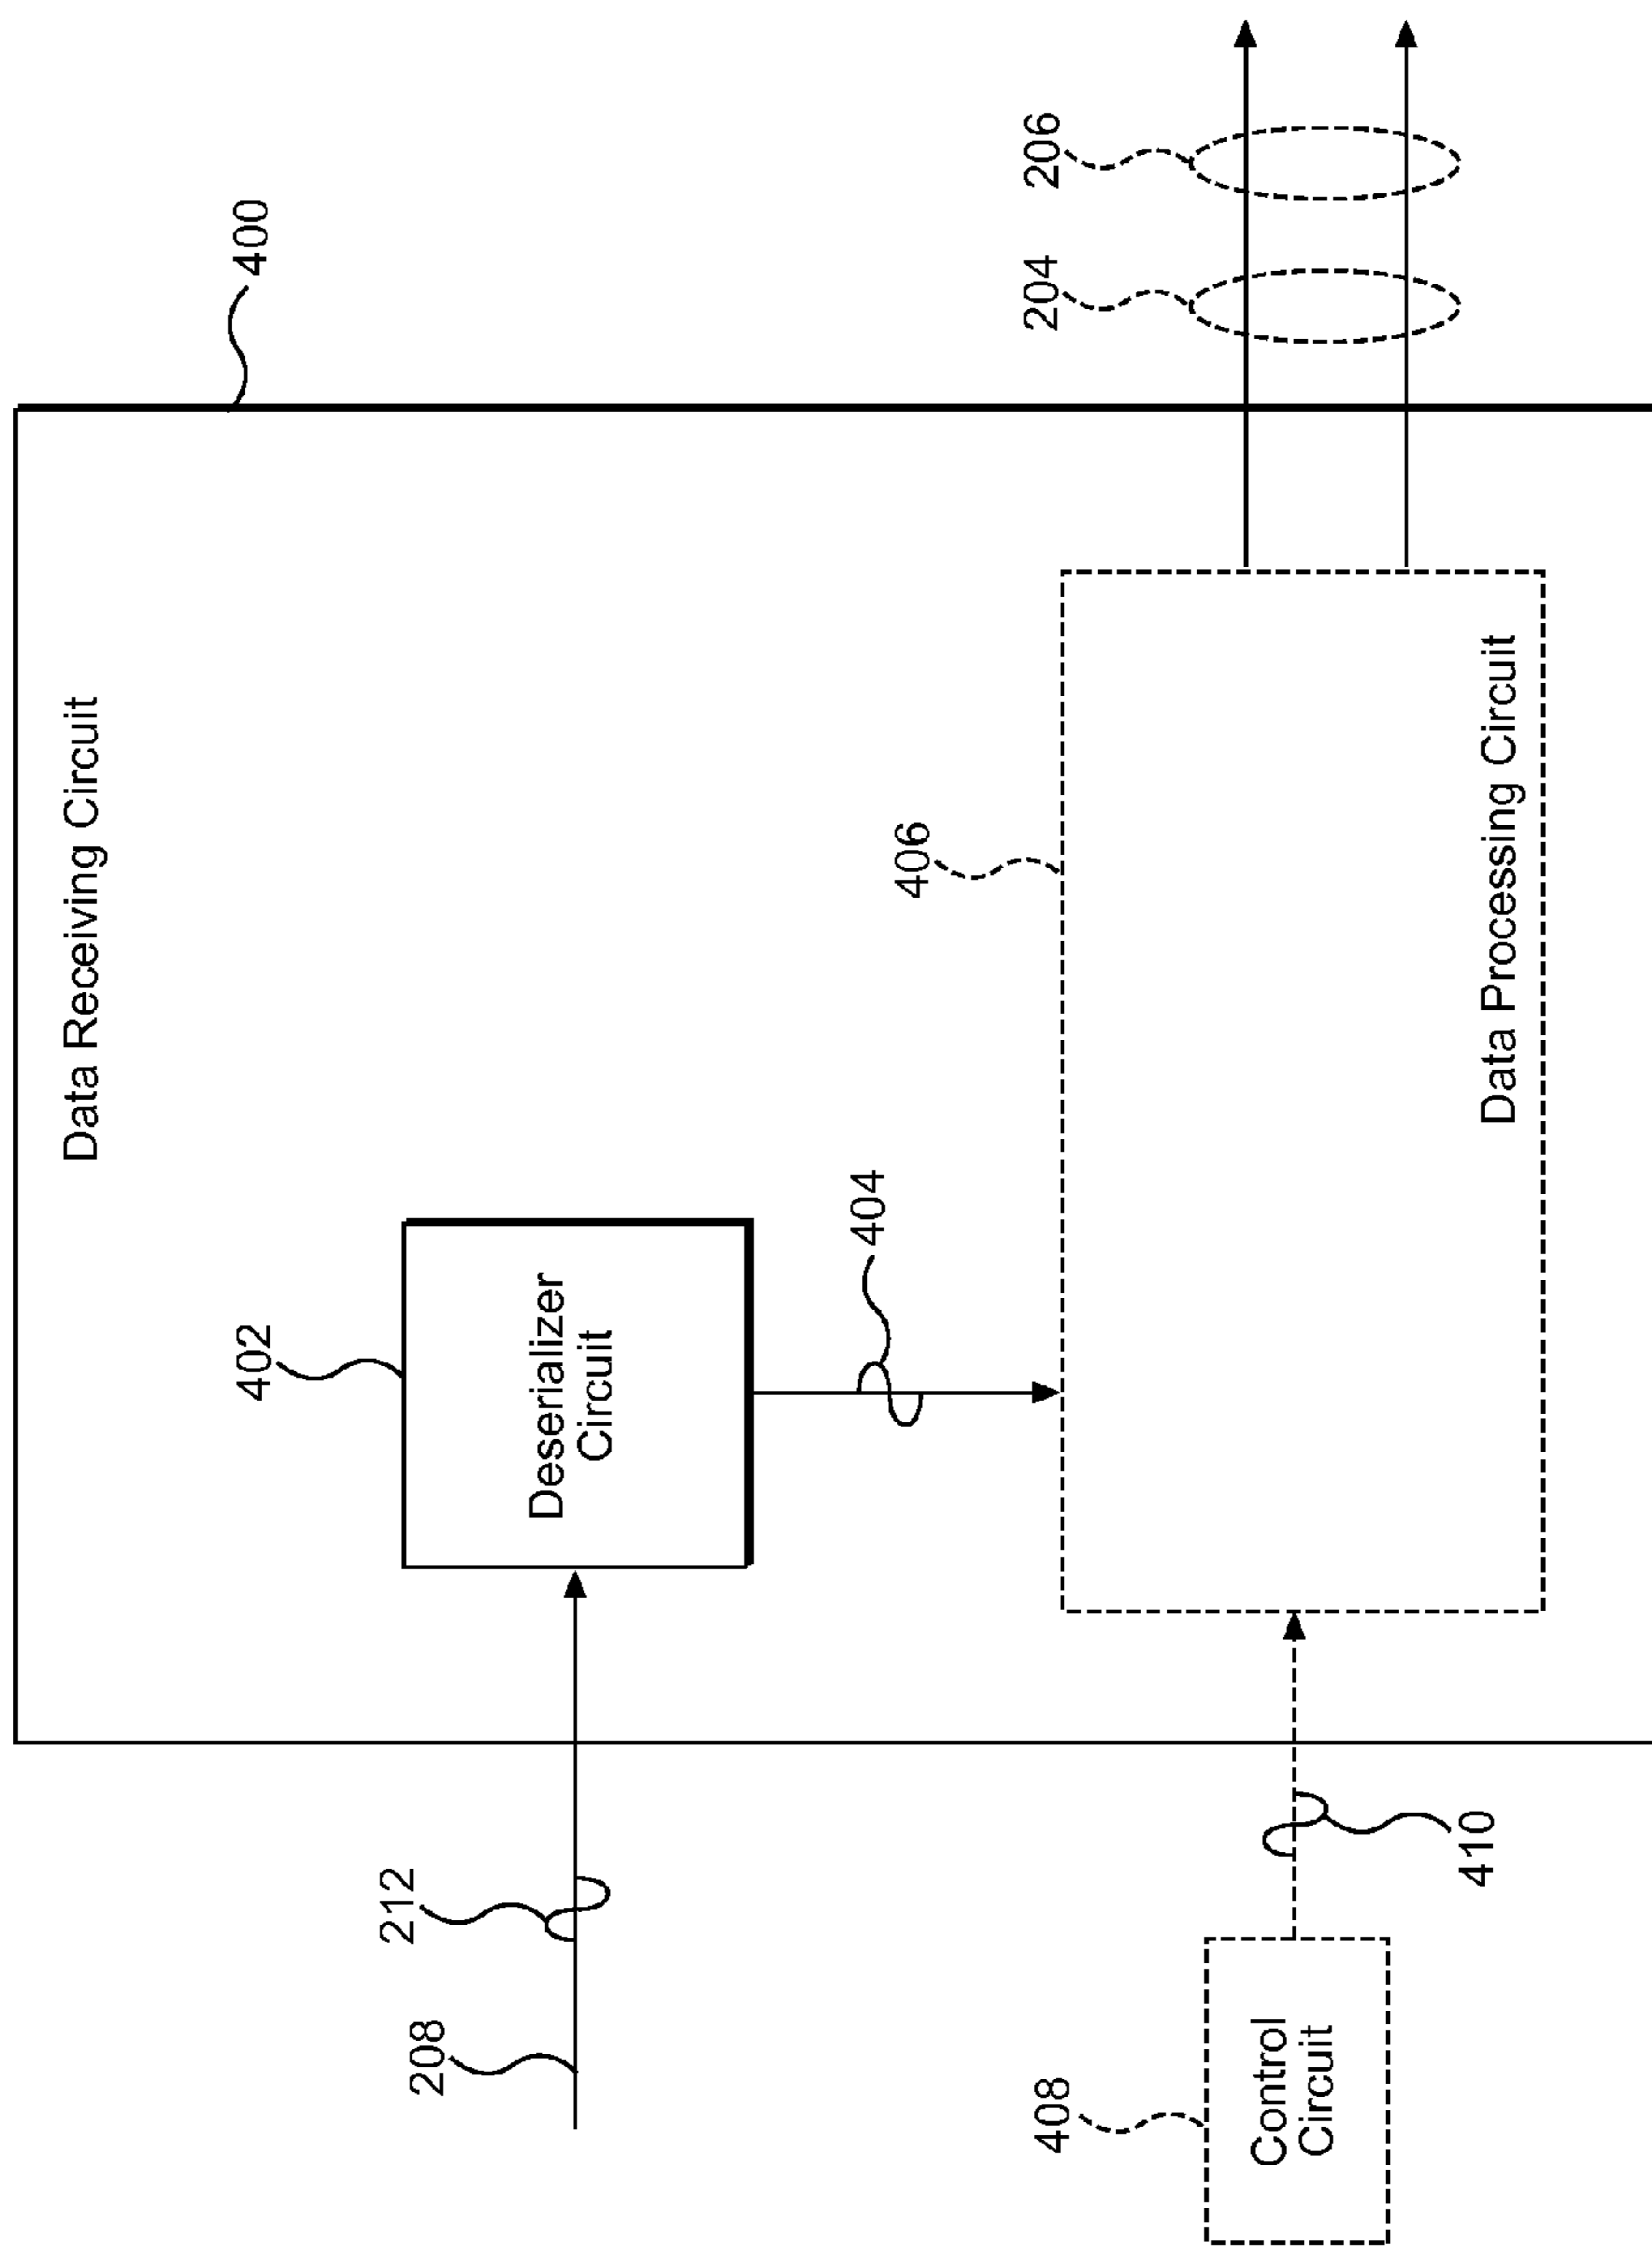 400
Data Receiving Circuit
402
Deserializer
Circuit
404
406
Data Processing Circuit
204
206
212
208
408
Control
Circuit
410